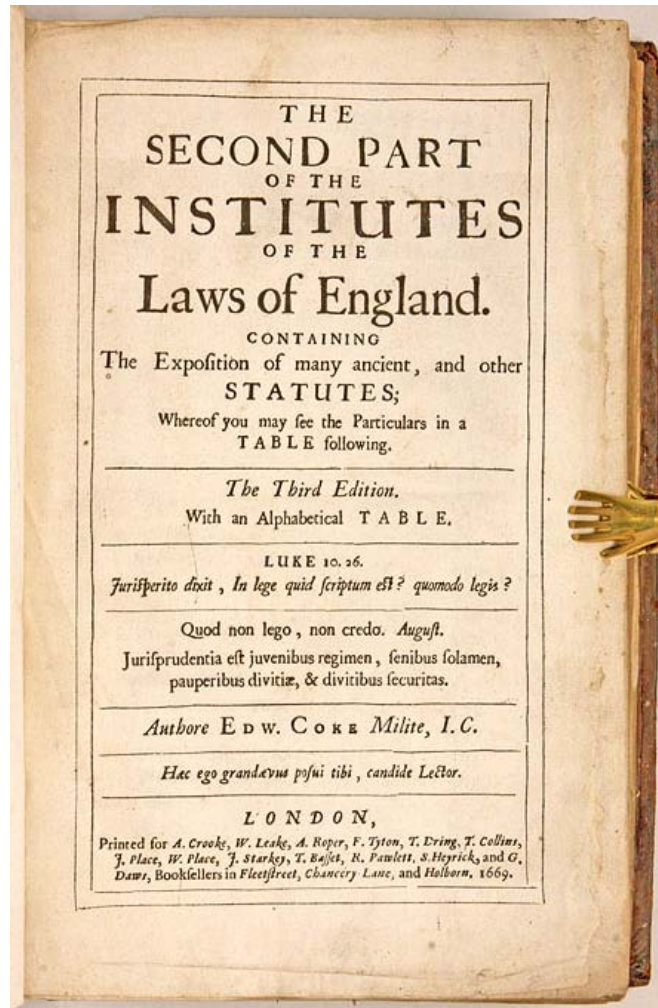 THE
SECOND PART
OF THE
INSTITUTES
OF THE
Laws of England.
CONTAINING
The Expoſition of many ancient, and other
STATUTES;
Whereof you may ſee the Particulars in a
TABLE following.
The Third Edition.
With an Alphabetical TABLE.
LUKE 10. 26.
Juriſperito dixit, In lege quid ſcriptum eſt? quomodo legis?
Quod non lego, non credo. Auguſt.
Juriſprudentia eſt juvenibus regimen, ſenibus ſolamen,
pauperibus divitiæ, & divitibus ſecuritas.
Authore EDW. COKE Milite, I.C.
Hæc ego grandævus poſui tibi, candide Lector.
LONDON,
Printed for A. Crooke, W. Leake, A. Roper, F. Tyton, T. Dring, T. Collins,
J. Place, W. Place, J. Starkey, T. Baſſet, R. Pawlett, S. Heyrick, and G.
Daws, Bookſellers in Fleetſtreet, Chancery-Lane, and Holborn. 1669.